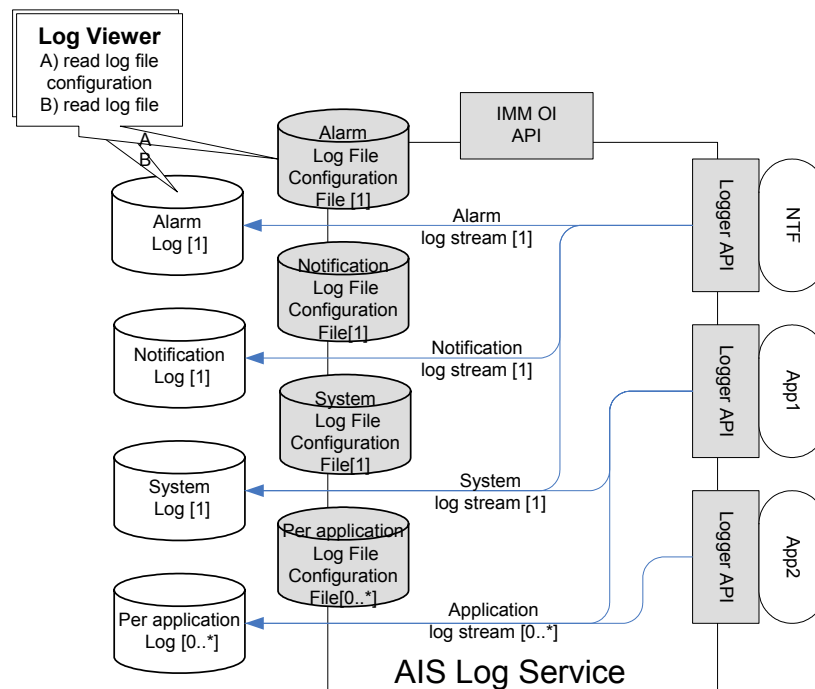 Log Viewer
A) read log file
configuration
B) read log file
A
B
IMM OI
API
Alarm
Log File
Configuration
File [1]
Alarm
Log [1]
Alarm
log stream [1]
Logger API
NTF
Notification
Log File
Configuration
File[1]
Notification
Log [1]
Notification
log stream [1]
Logger API
App1
System
Log File
Configuration
File[1]
System
Log [1]
System
log stream [1]
Logger API
App2
Per application
Log File
Configuration
File[0..*]
Per application
Log [0..*]
Application
log stream [0..*]
AIS Log Service